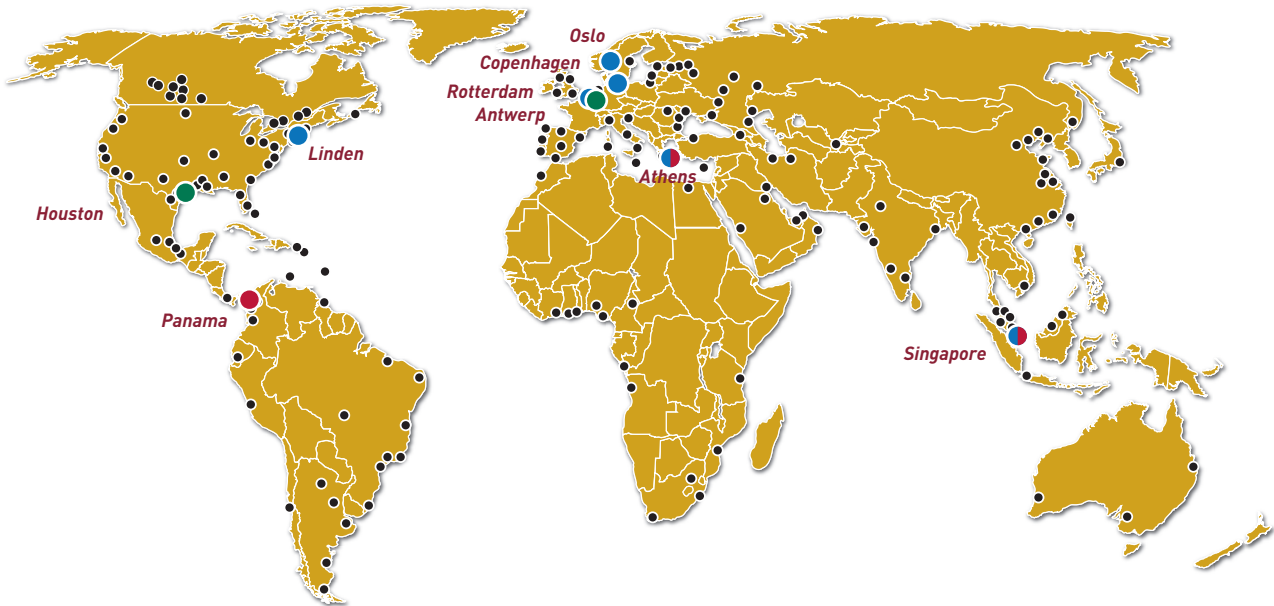 Oslo
Copenhagen
Rotterdam
Antwerp
Linden
Athens
Houston
Panama
Singapore